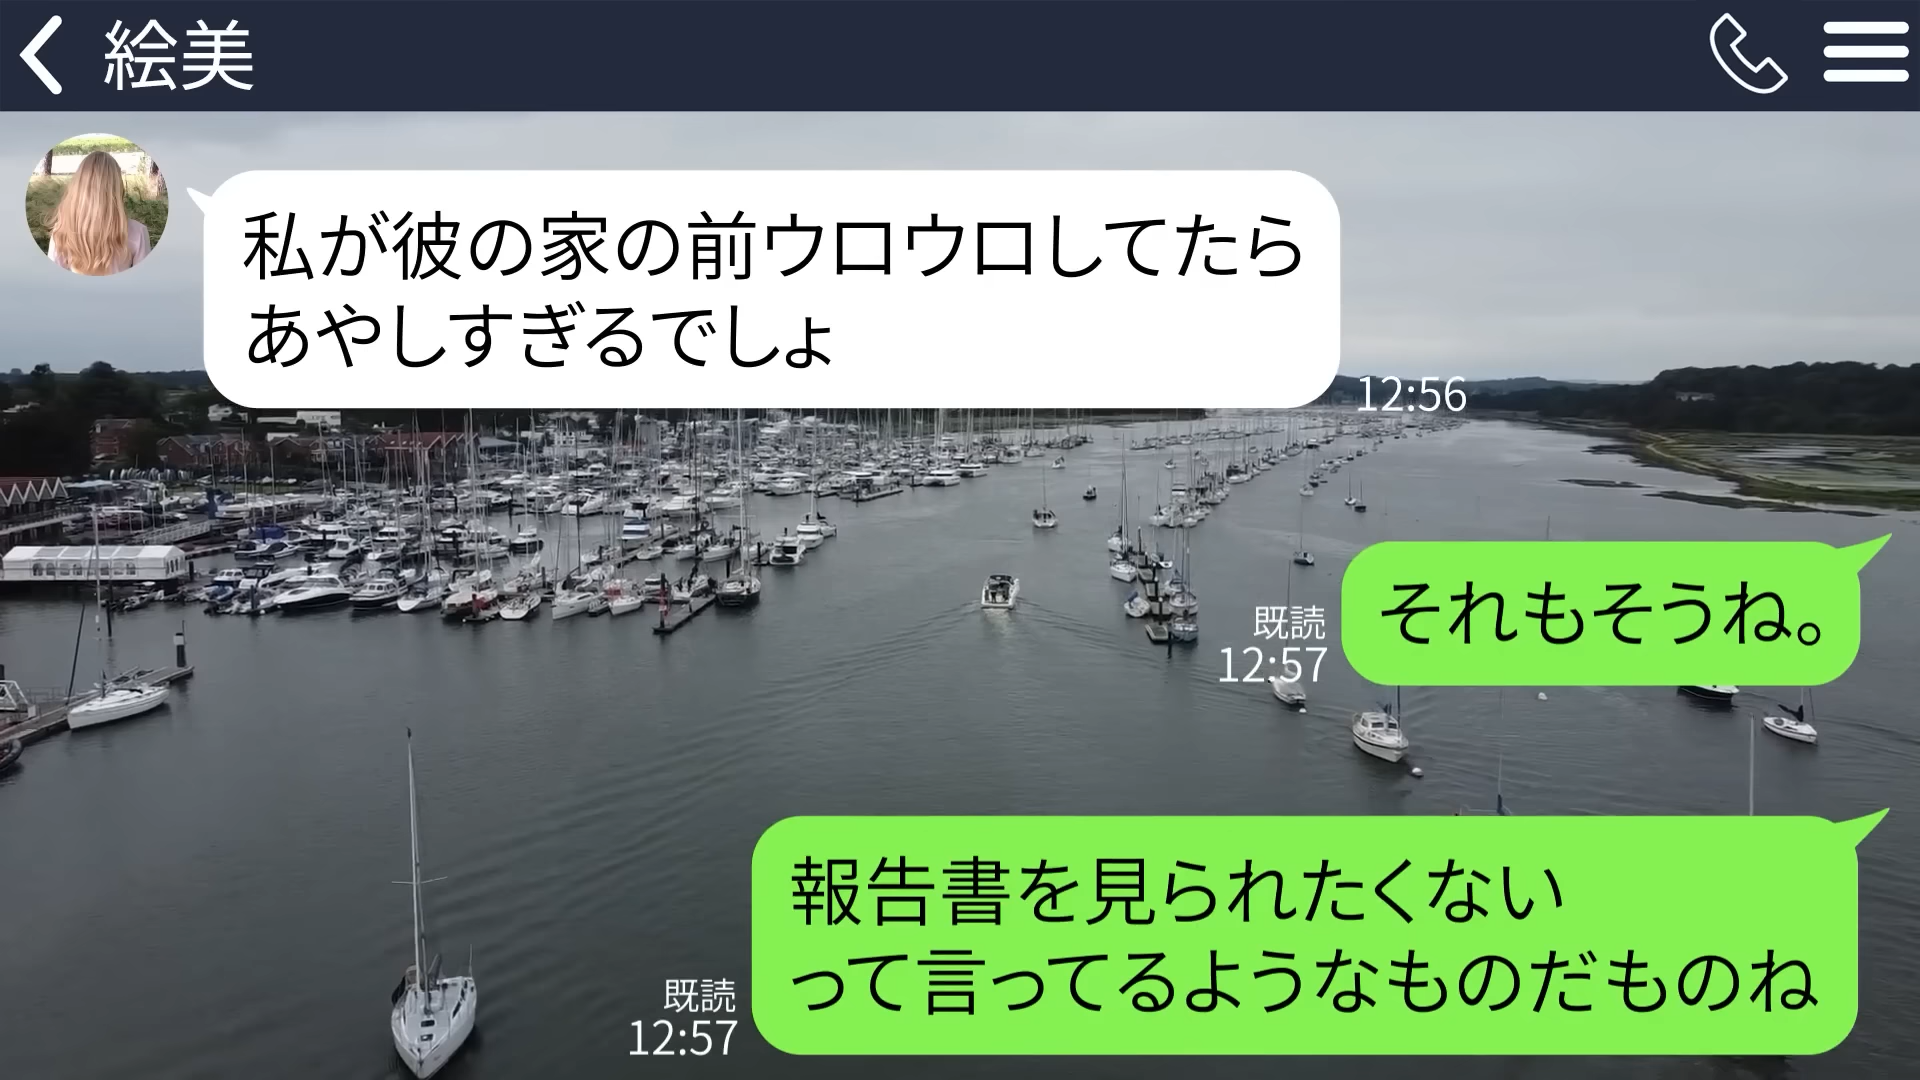 絵美
私が彼の家の前ウロウロしてたら
あやしすぎるでしょ
12:56
それもそうね。
既読
12:57
報告書を見られたくない
って言ってるようなものだものね
既読
12:57